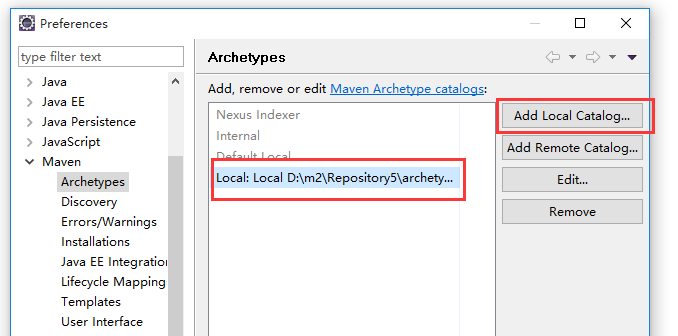 Preferences
type filter text
Archetypes
Java
Java EE
Java Persistence
JavaScript
Maven
Archetypes
Discovery
Errors/Warnings
Installations
Java EE Integration
Lifecycle Mapping
Templates
User Interface
Add, remove or edit Maven Archetype catalogs:
Nexus Indexer
Internal
Default Local
Local: Local D:\m2\Repository5\archety...
Add Local Catalog...
Add Remote Catalog...
Edit...
Remove